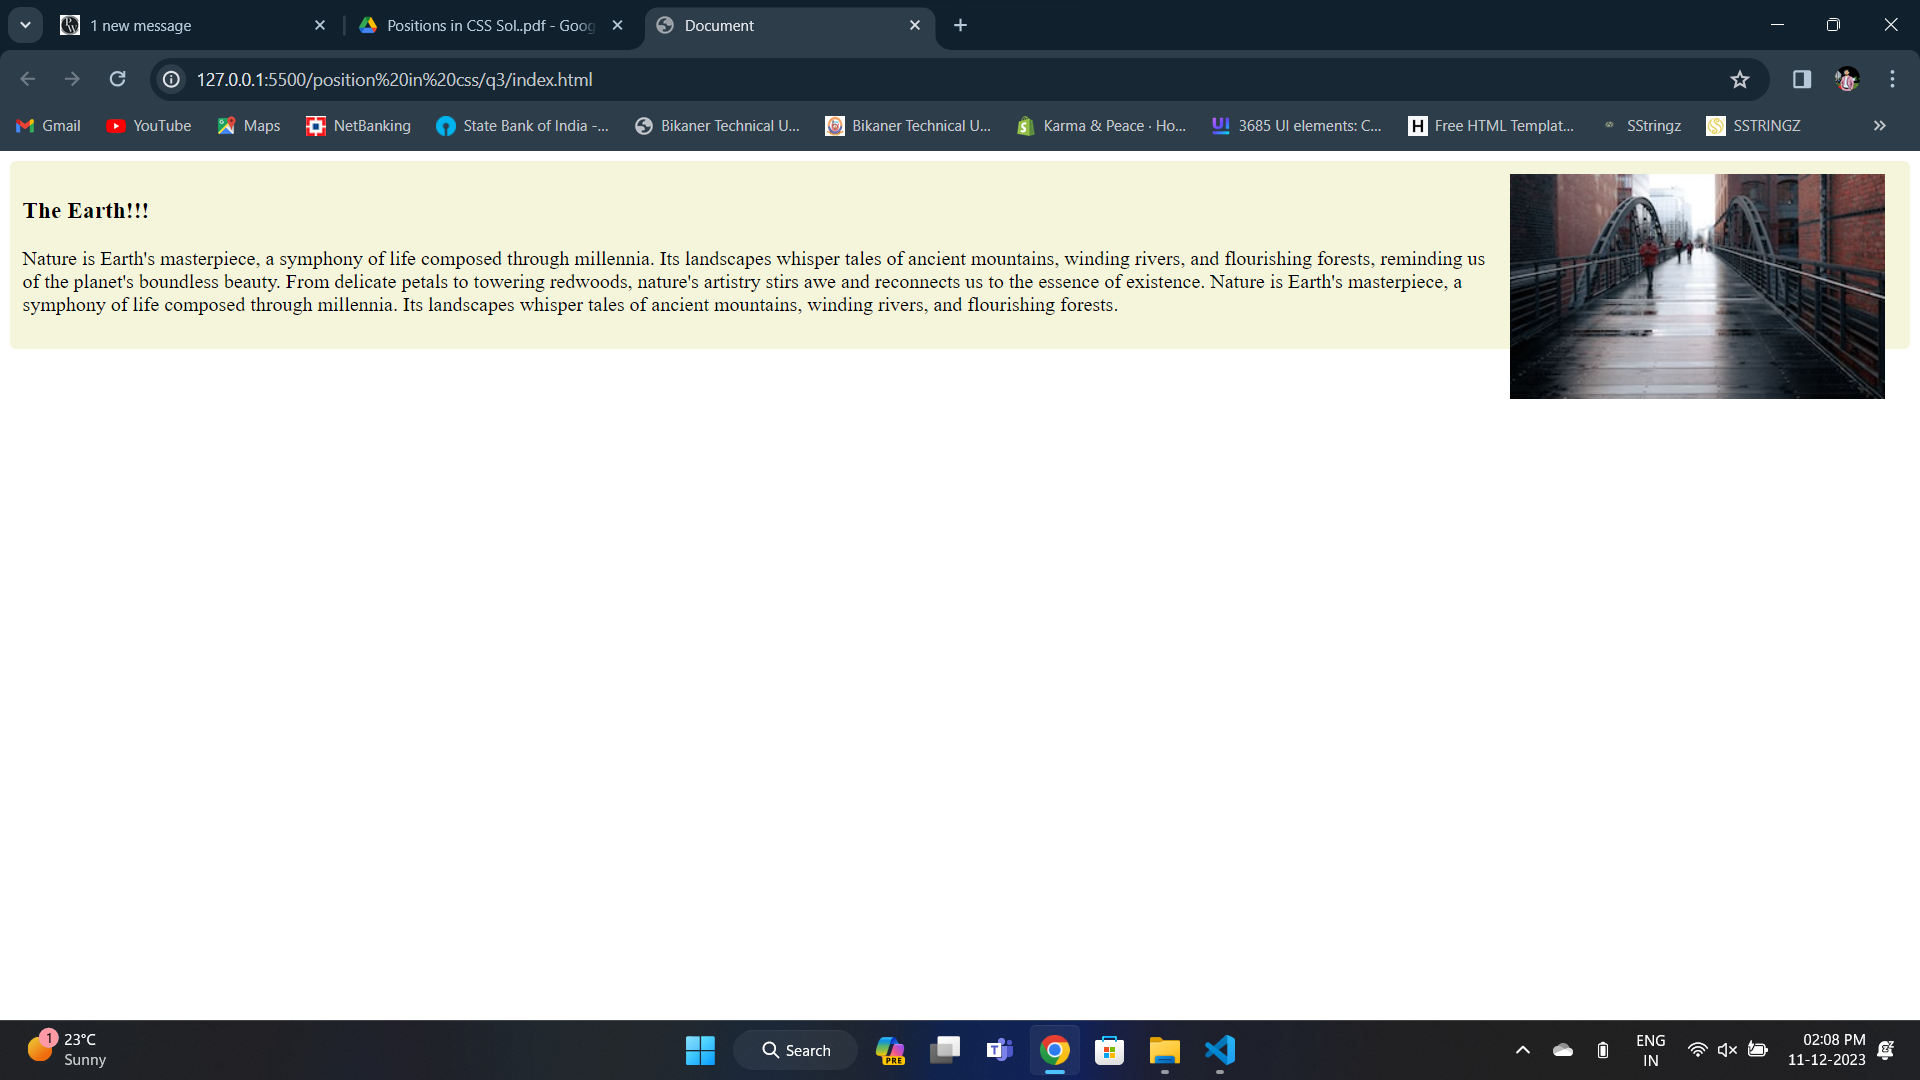 1 new message
Positions in CSS Sol..pdf - Goog
Document
127.0.0.1:5500/position%20in%20css/q3/index.html
Gmail
YouTube
Maps
NetBanking
State Bank of India -...
Bikaner Technical U...
Bikaner Technical U...
Karma & Peace · Ho...
3685 UI elements: C...
Free HTML Templat...
SStringz
SSTRINGZ
The Earth!!!
Nature is Earth's masterpiece, a symphony of life composed through millennia. Its landscapes whisper tales of ancient mountains, winding rivers, and flourishing forests, reminding us
of the planet's boundless beauty. From delicate petals to towering redwoods, nature's artistry stirs awe and reconnects us to the essence of existence. Nature is Earth's masterpiece, a
symphony of life composed through millennia. Its landscapes whisper tales of ancient mountains, winding rivers, and flourishing forests.
1
23°C
Sunny
Search
PRE
ENG
IN
02:08 PM
11-12-2023